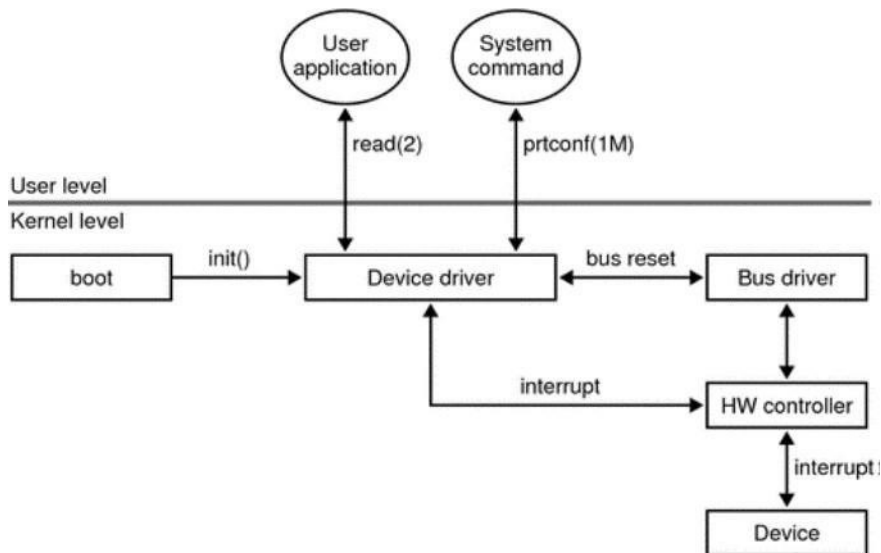 User
application
System
command
read(2)
prtconf(1M)
User level
Kernel level
boot
init()
Device driver
bus reset
Bus driver
interrupt
HW controller
interrupt
Device